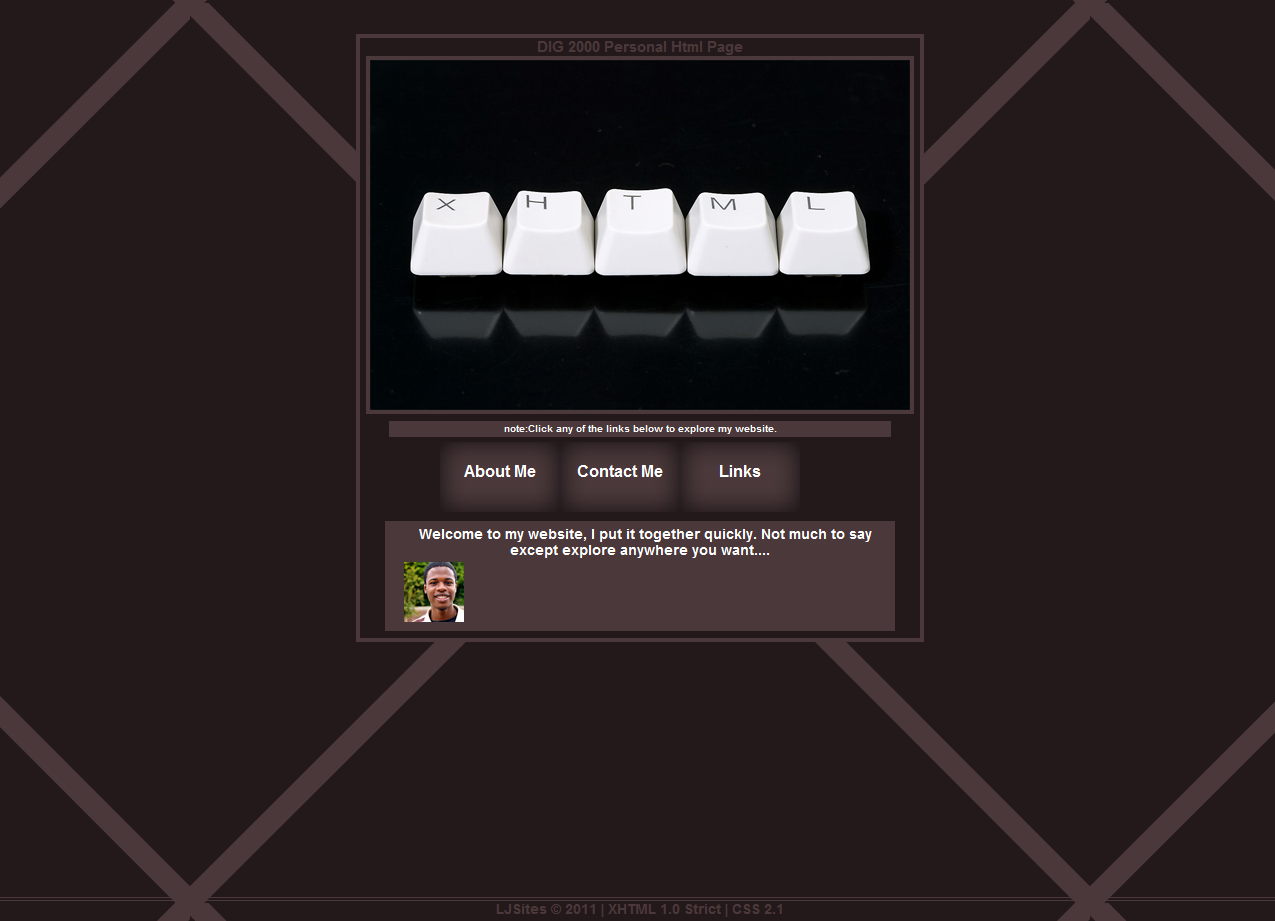 DIG 2000 Personal Html Page
X H T M L
note:Click any of the links below to explore my website.
About Me Contact Me Links
Welcome to my website, I put it together quickly. Not much to say
except explore anywhere you want....
LJSites © 2011 | XHTML 1.0 Strict | CSS 2.1